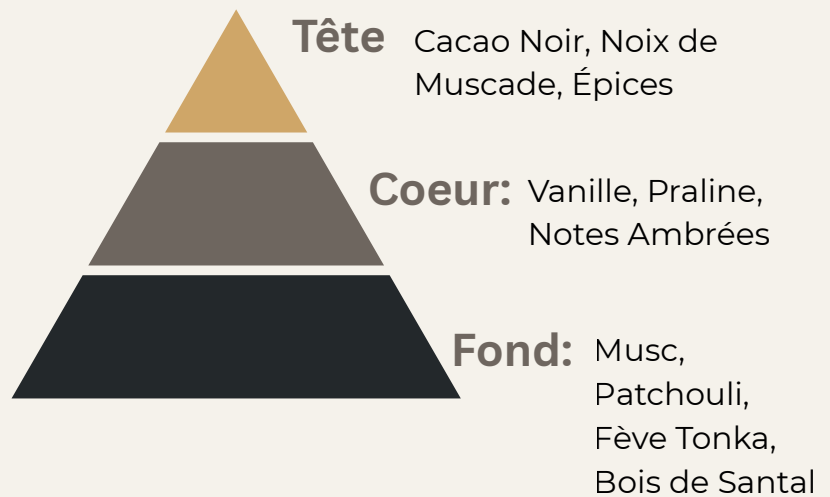 Tête Cacao Noir, Noix de
Muscade, Épices
Coeur: Vanille, Praline,
Notes Ambrées
Fond: Musc,
Patchouli,
Fève Tonka,
Bois de Santal